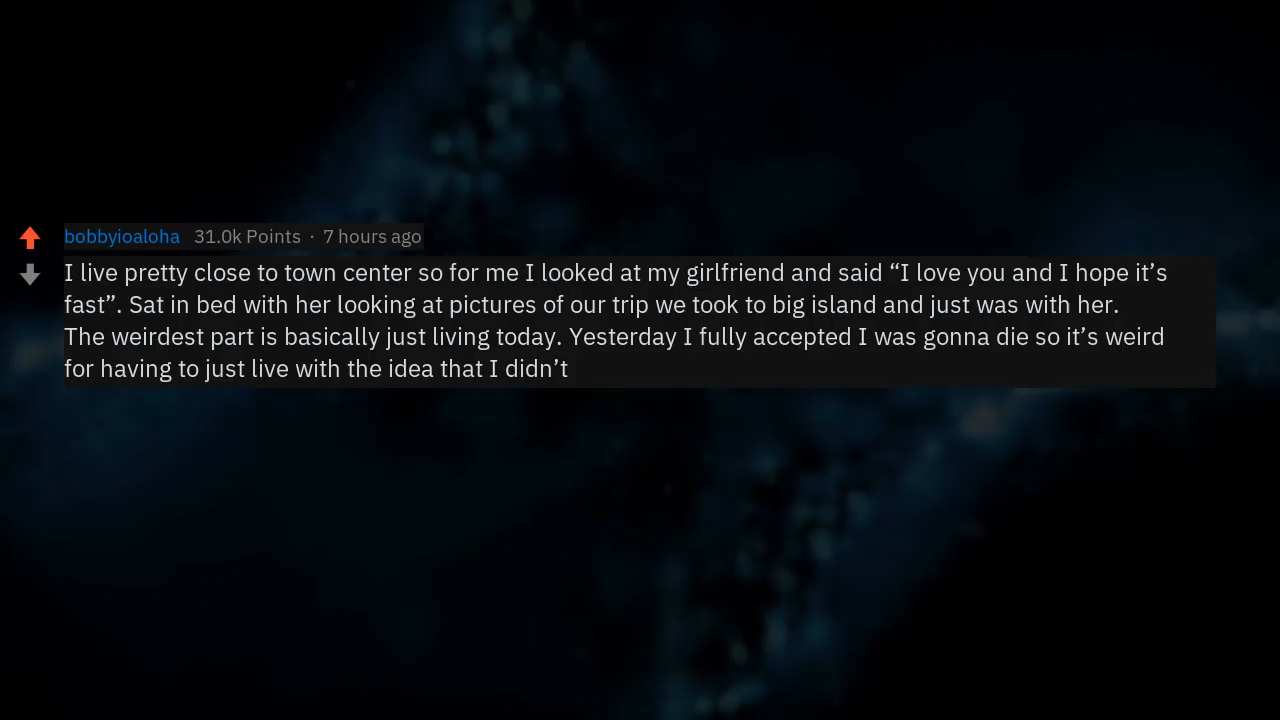 bobbyioaloha 31.0k Points · 7 hours ago
I live pretty close to town center so for me I looked at my girlfriend and said “I love you and I hope it’s
fast”. Sat in bed with her looking at pictures of our trip we took to big island and just was with her.
The weirdest part is basically just living today. Yesterday I fully accepted I was gonna die so it’s weird
for having to just live with the idea that I didn’t